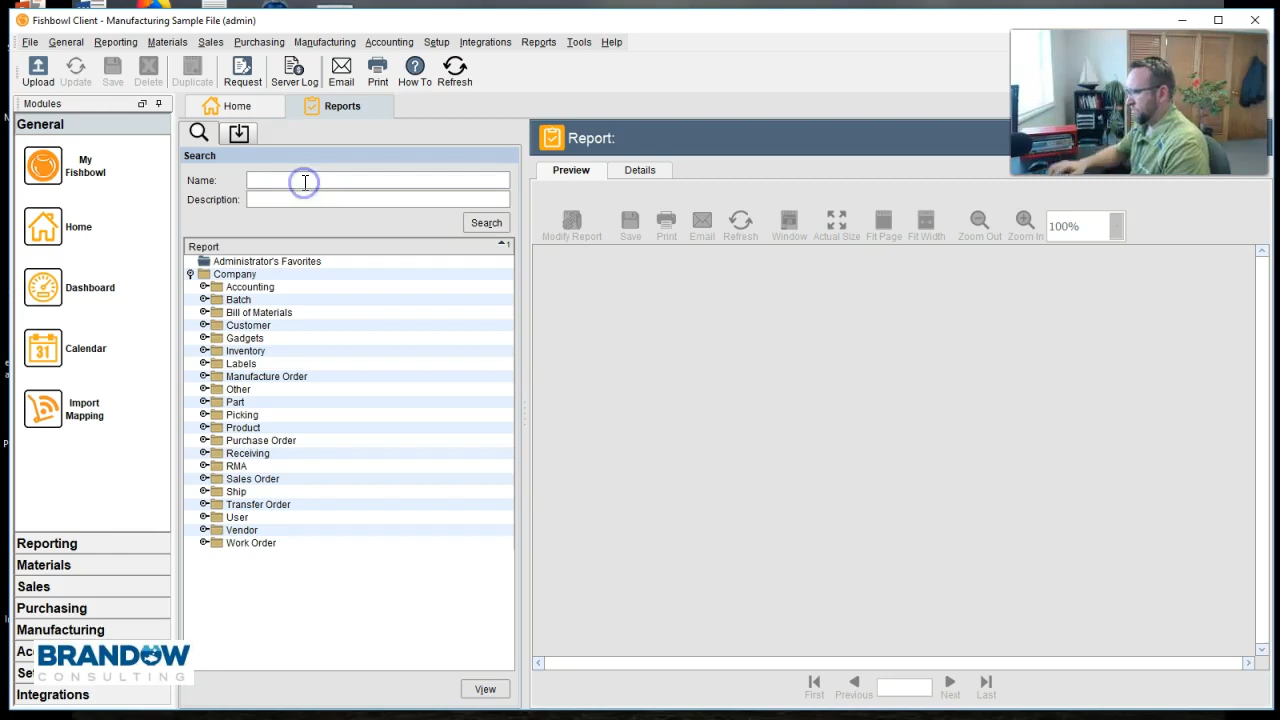 Fishbowl Client - Manufacturing Sample File (admin)
File General Reporting Materials Sales Purchasing Manufacturing Accounting Setup Integrations Reports Tools Help
Upload Update Save Delete Duplicate Request Server Log Email Print How To Refresh
Modules
Home
Reports
General
My Fishbowl
Home
Dashboard
Calendar
31
Import Mapping
Reporting
Materials
Sales
Purchasing
Manufacturing
Ac
Se
Integrations
BRANDOW
CONSULTING
Search
Name:
Description:
Search
Report
1
Administrator's Favorites
Company
Accounting
Batch
Bill of Materials
Customer
Gadgets
Inventory
Labels
Manufacture Order
Other
Part
Picking
Product
Purchase Order
Receiving
RMA
Sales Order
Ship
Transfer Order
User
Vendor
Work Order
View
Report:
Preview Details
Modify Report Save Print Email Refresh Window Actual Size Fit Page Fit Width Zoom Out Zoom In 100%
First Previous Next Last